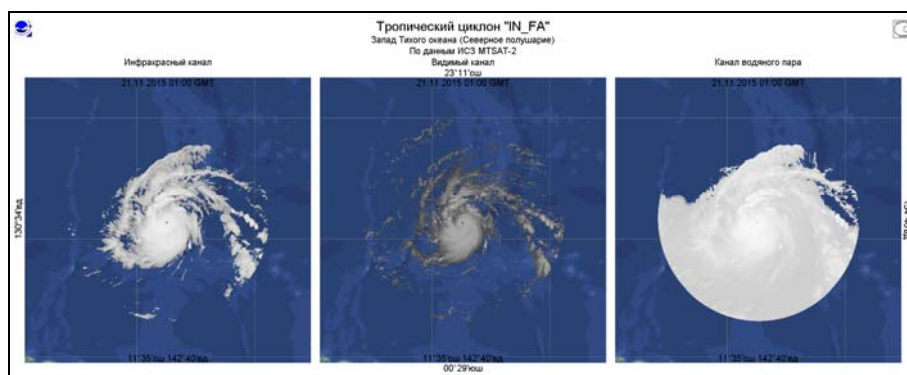 Тропический циклон "IN_FA"
Запад Тихого океана (Северное полушарие)
По данным ИСЗ MTSAT-2
Инфракрасный канал
Видимый канал
Канал водяного пара
23°11'сш
21.11.2015 01:00 GMT
21.11.2015 01:00 GMT
21.11.2015 01:00 GMT
130°34'вд
11°35'сш 142°40'вд
11°35'сш 142°40'вд
11°35'сш 142°40'вд
00°29'юш